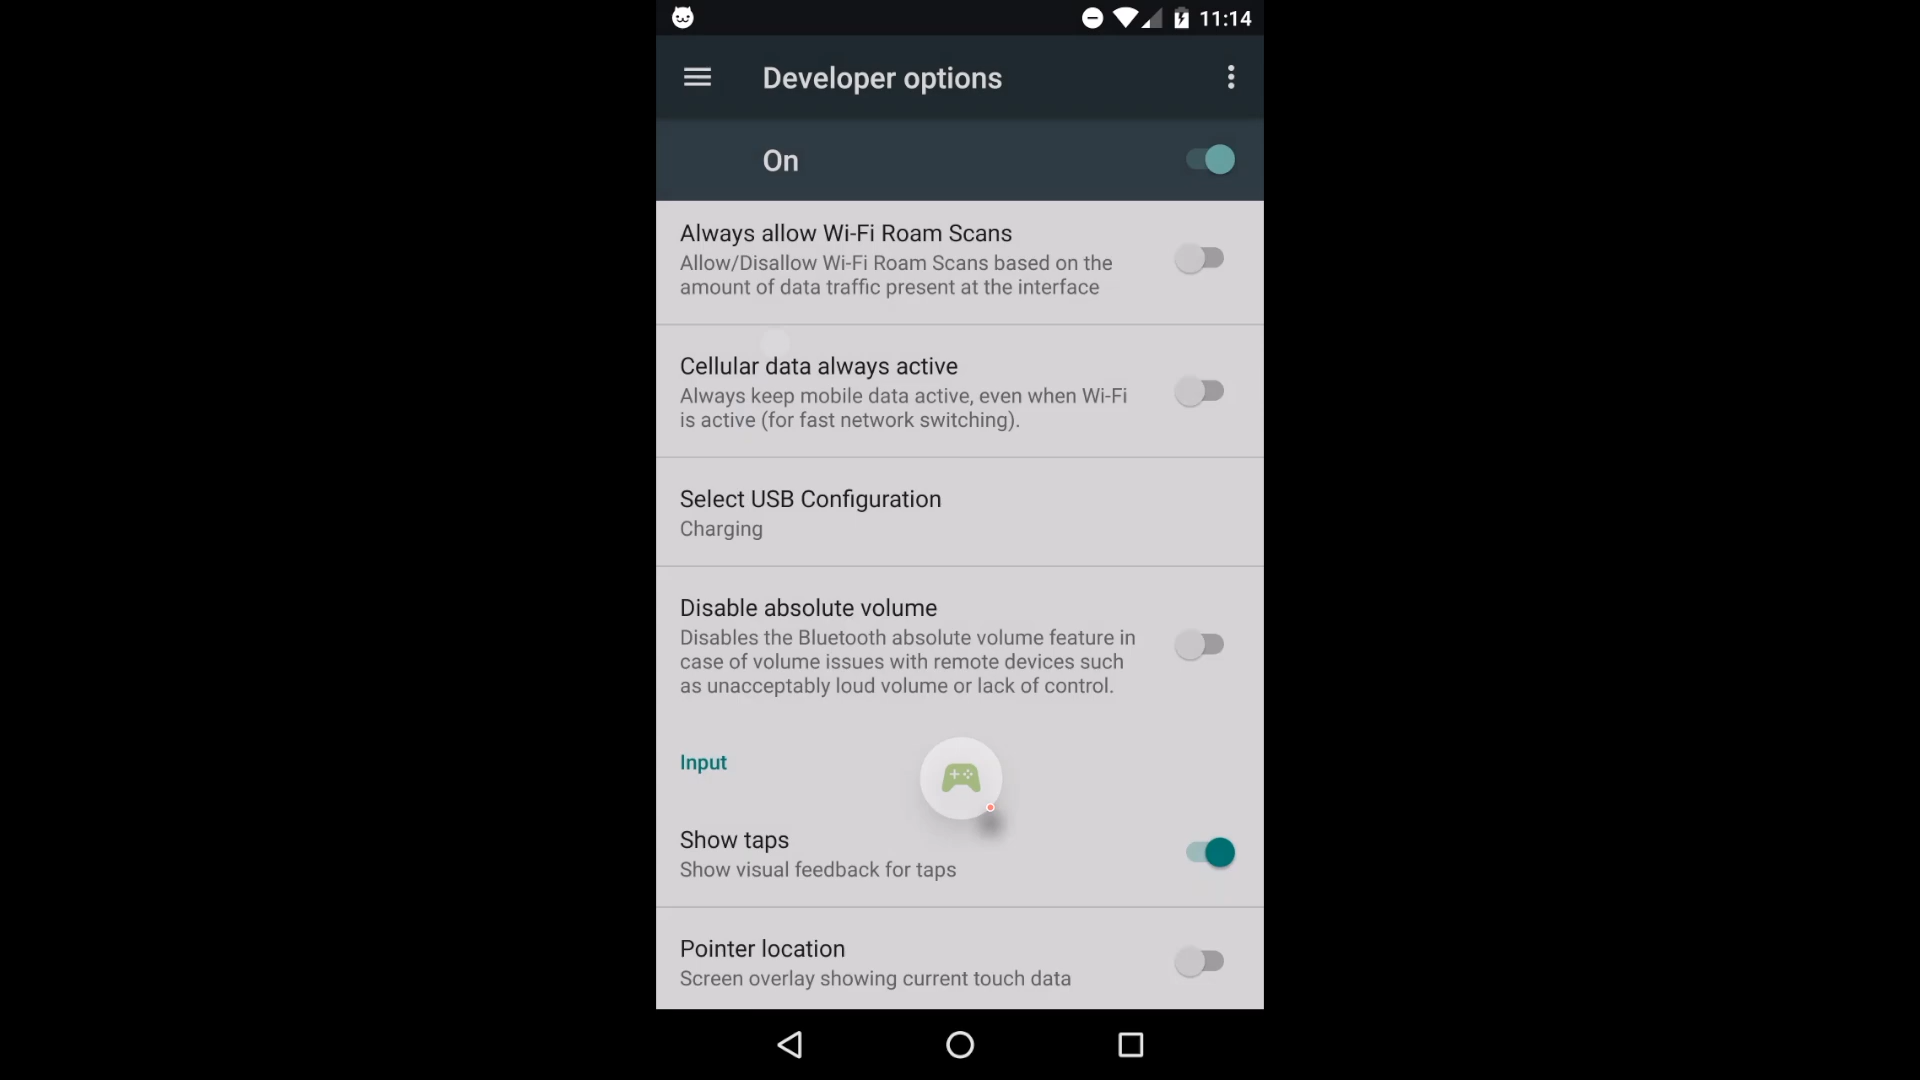 11:14
Developer options
On
Always allow Wi-Fi Roam Scans
Allow/Disallow Wi-Fi Roam Scans based on the
amount of data traffic present at the interface
Cellular data always active
Always keep mobile data active, even when Wi-Fi
is active (for fast network switching).
Select USB Configuration
Charging
Disable absolute volume
Disables the Bluetooth absolute volume feature in
case of volume issues with remote devices such
as unacceptably loud volume or lack of control.
Input
Show taps
Show visual feedback for taps
Pointer location
Screen overlay showing current touch data